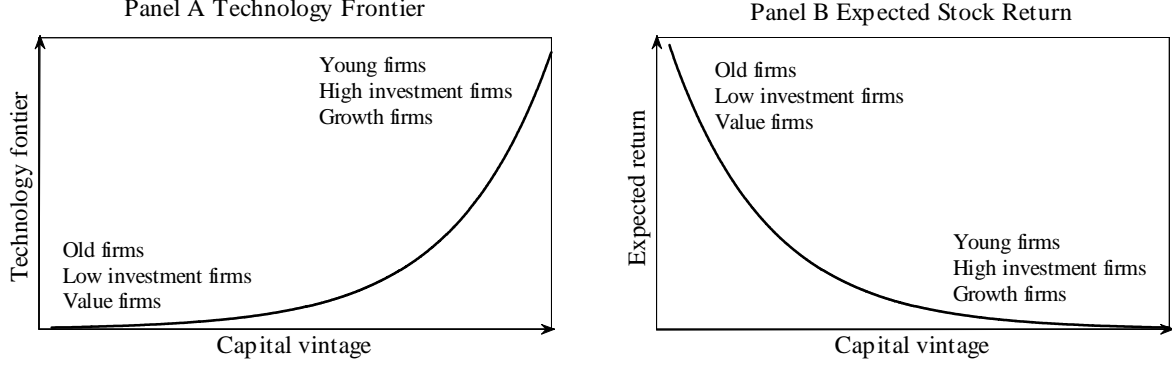 Panel A Technology Frontier
Young firms
High investment firms
Growth firms
Old firms
Low investment firms
Value firms
Technology fontier
Capital vintage
Panel B Expected Stock Return
Old firms
Low investment firms
Value firms
Young firms
High investment firms
Growth firms
Expected return
Capital vintage